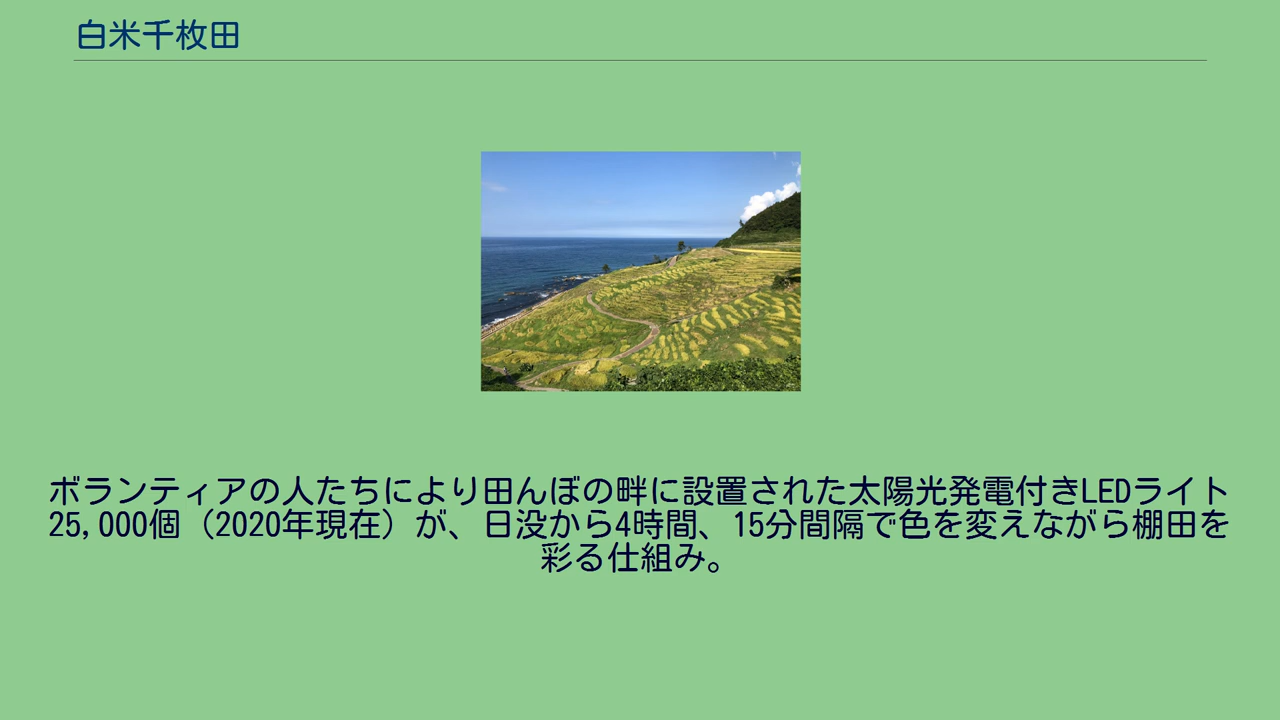 白米千枚田
ボランティアの人たちにより田んぼの畔に設置された太陽光発電付きLEDライト
25,000個（2020年現在）が、日没から4時間、15分間隔で色を変えながら棚田を
彩る仕組み。